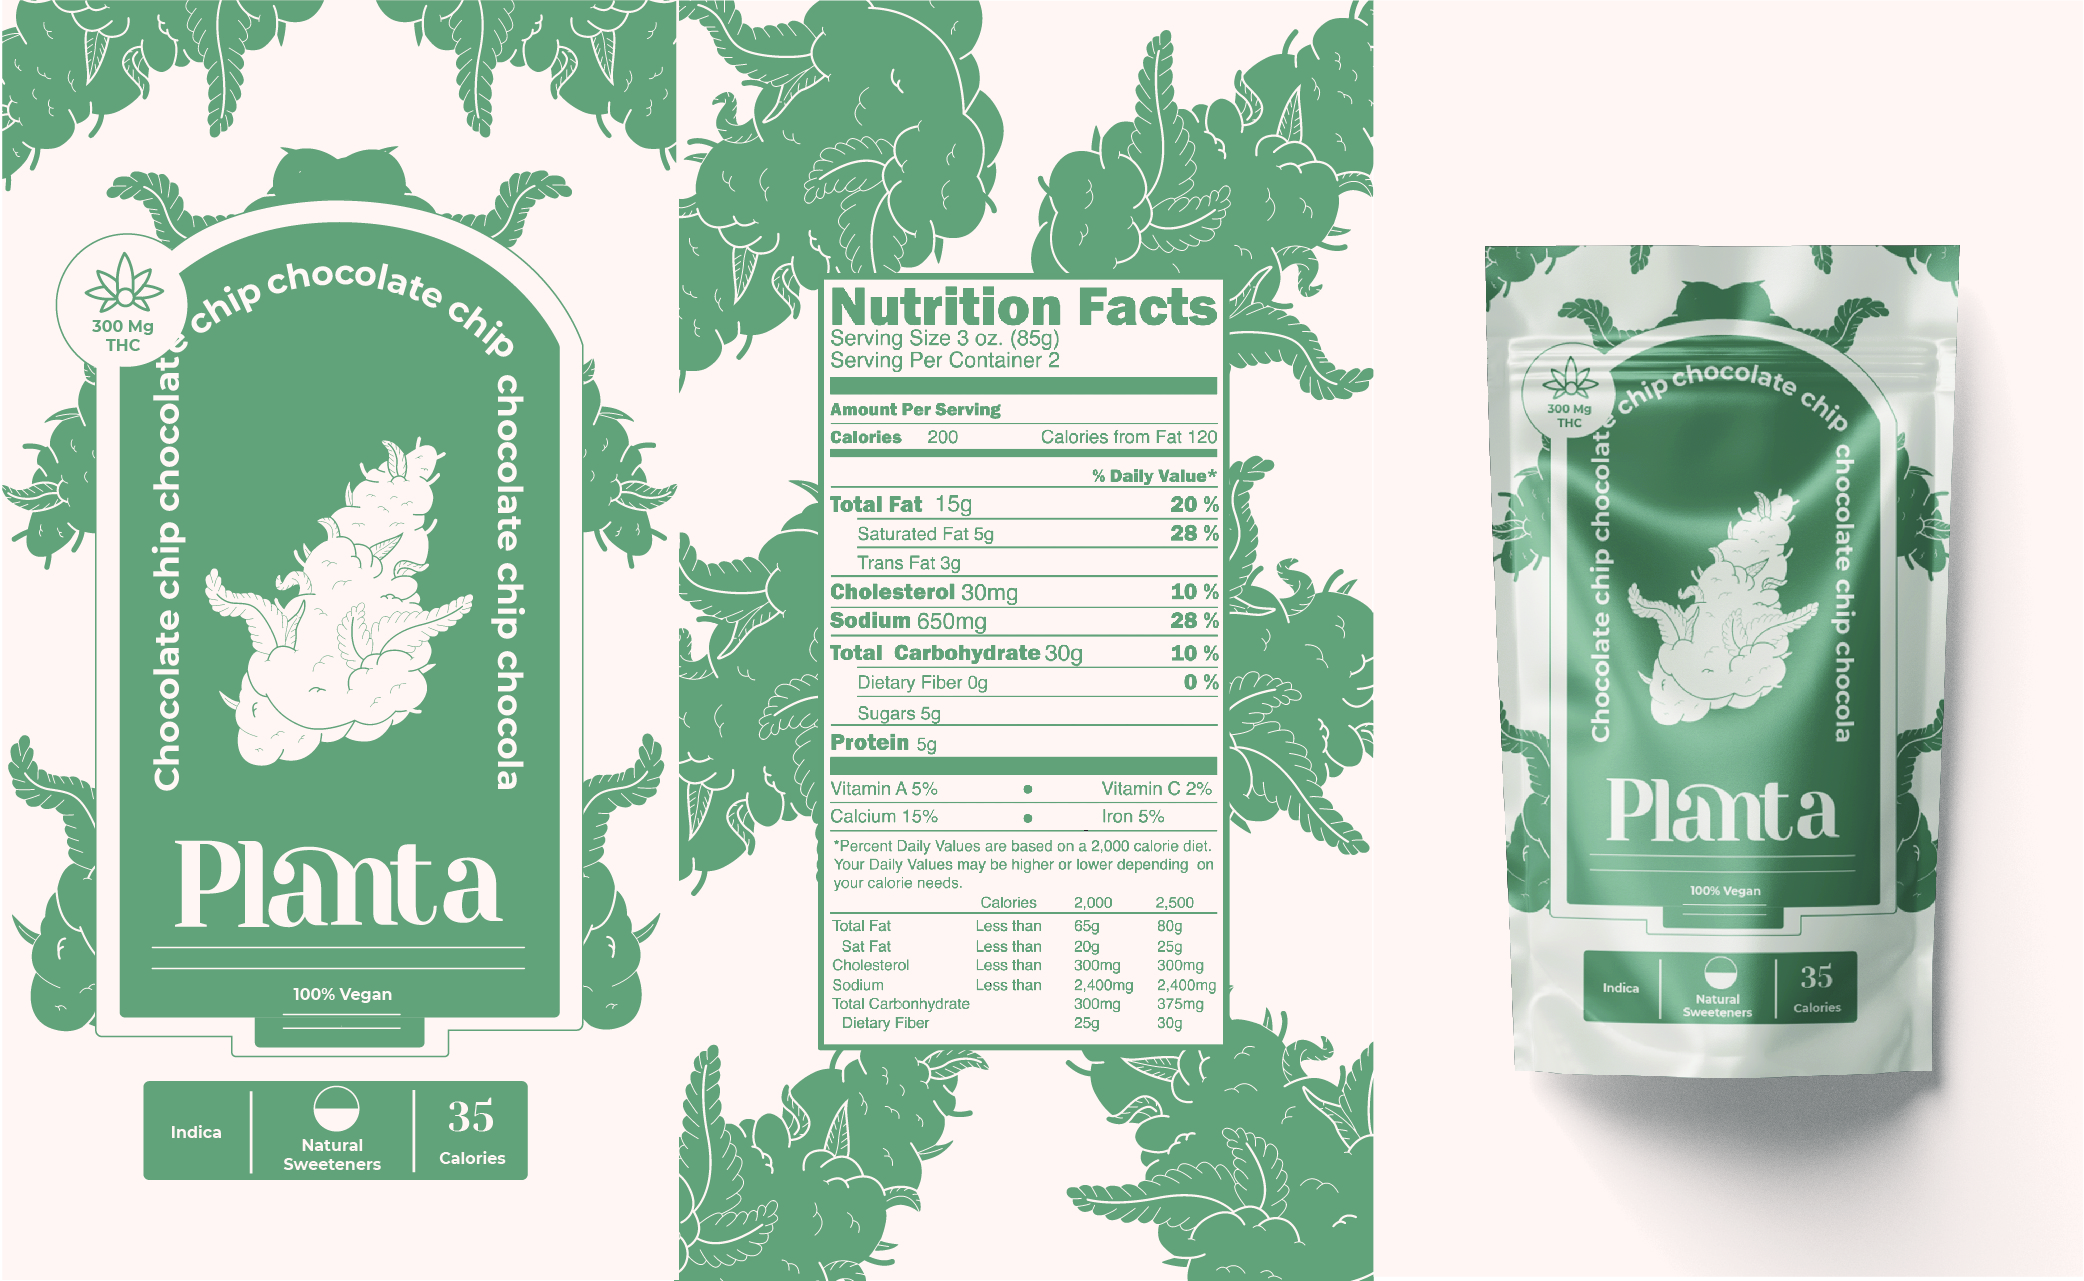 300 Mg
THC
Chocolate chip chocolate chip chocolate chip chocolate chip chocola
Planta
100% Vegan
Indica
Natural
Sweeteners
35
Calories
Nutrition Facts
Serving Size 3 oz. (85g)
Serving Per Container 2
Amount Per Serving
Calories 200 Calories from Fat 120
% Daily Value*
Total Fat 15g 20 %
Saturated Fat 5g 28 %
Trans Fat 3g
Cholesterol 30mg 10 %
Sodium 650mg 28 %
Total Carbohydrate 30g 10 %
Dietary Fiber 0g 0 %
Sugars 5g
Protein 5g
Vitamin A 5% • Vitamin C 2%
Calcium 15% • Iron 5%
*Percent Daily Values are based on a 2,000 calorie diet.
Your Daily Values may be higher or lower depending on
your calorie needs.
Calories 2,000 2,500
Total Fat Less than 65g 80g
Sat Fat Less than 20g 25g
Cholesterol Less than 300mg 300mg
Sodium Less than 2,400mg 2,400mg
Total Carbonhydrate 300mg 375mg
Dietary Fiber 25g 30g
300 Mg
THC
Chocolate chip chocolate chip chocolate chip chocolate chip chocola
Planta
100% Vegan
Indica
Natural
Sweeteners
35
Calories